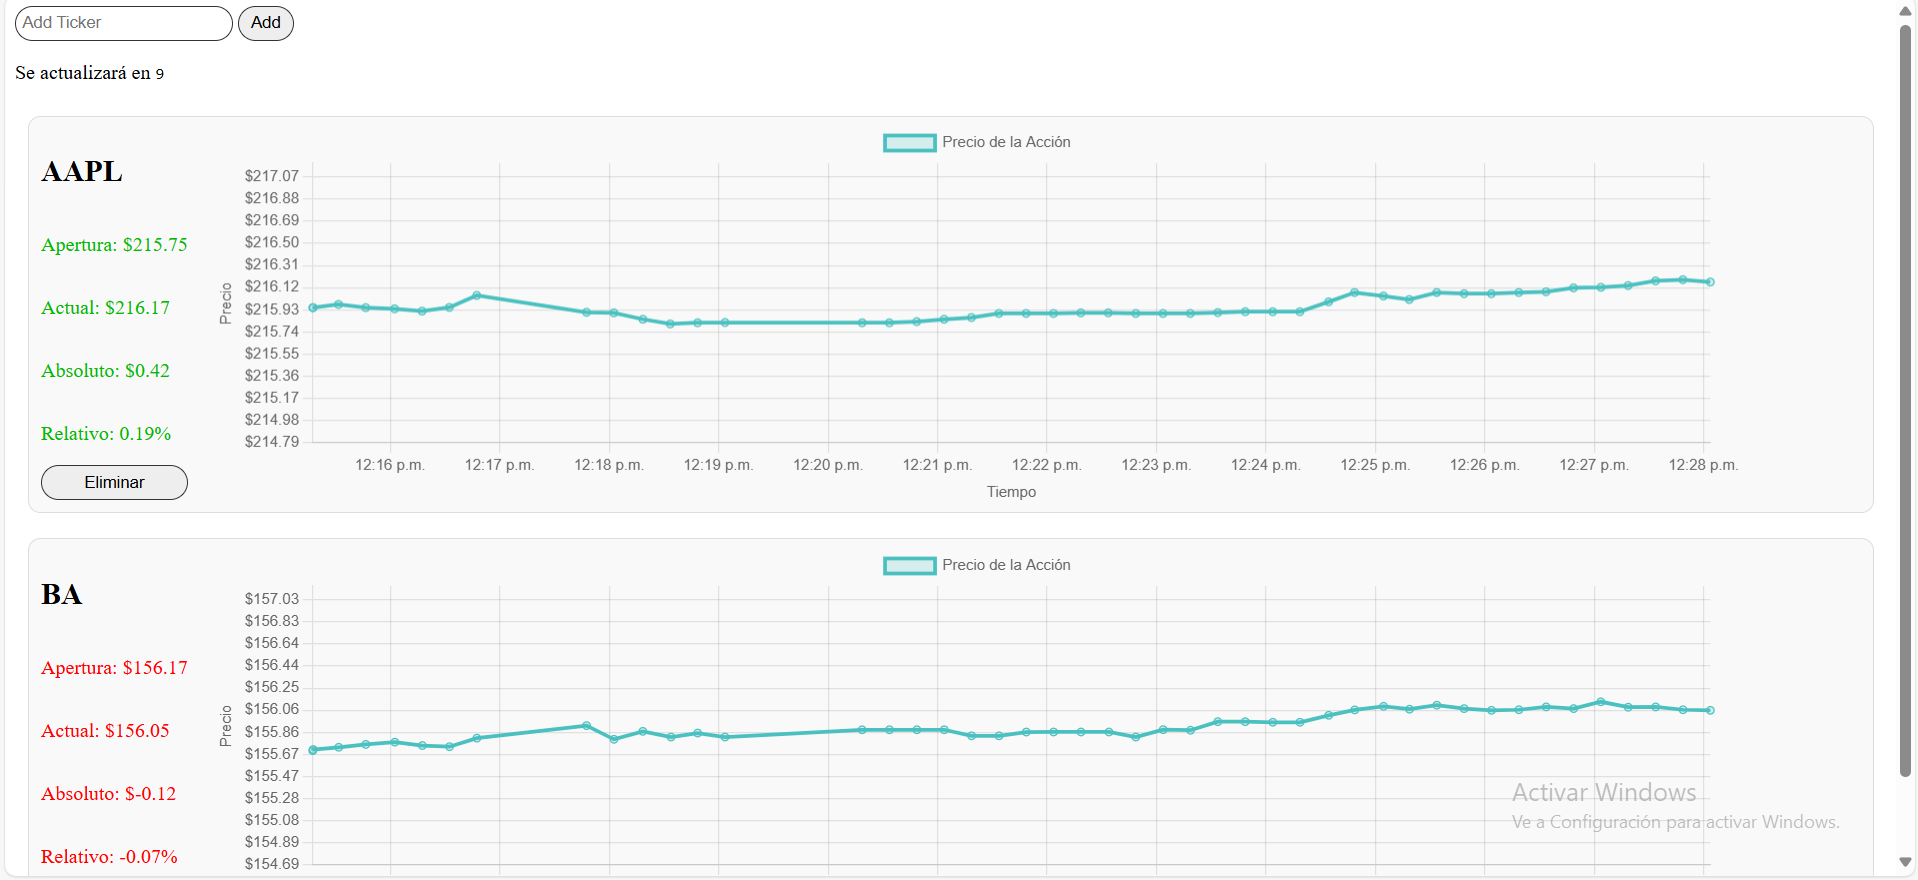 Add Ticker
Add
Se actualizará en 9
Precio de la Acción
AAPL
Apertura: $215.75
Actual: $216.17
Absoluto: $0.42
Relativo: 0.19%
Eliminar
Precio
$217.07
$216.88
$216.69
$216.50
$216.31
$216.12
$215.93
$215.74
$215.55
$215.36
$215.17
$214.98
$214.79
12:16 p.m. 12:17 p.m. 12:18 p.m. 12:19 p.m. 12:20 p.m. 12:21 p.m. 12:22 p.m. 12:23 p.m. 12:24 p.m. 12:25 p.m. 12:26 p.m. 12:27 p.m. 12:28 p.m.
Tiempo
Precio de la Acción
BA
Apertura: $156.17
Actual: $156.05
Absoluto: $-0.12
Relativo: -0.07%
Precio
$157.03
$156.83
$156.64
$156.44
$156.25
$156.06
$155.86
$155.67
$155.47
$155.28
$155.08
$154.89
$154.69
Activar Windows
Ve a Configuración para activar Windows.